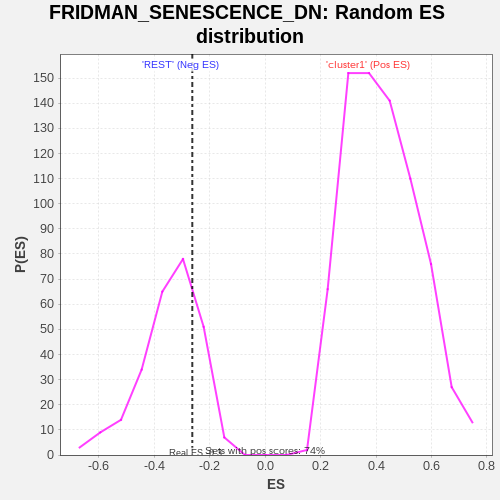 FRIDMAN_SENESCENCE_DN: Random ES
distribution
'REST' (Neg ES)
'cluster1' (Pos ES)
150
140
130
120
110
100
90
80
70
60
50
40
30
20
10
0
P(ES)
Real ES
Sets with pos scores: 74%
-0.6 -0.4 -0.2 0.0 0.2 0.4 0.6 0.8
ES